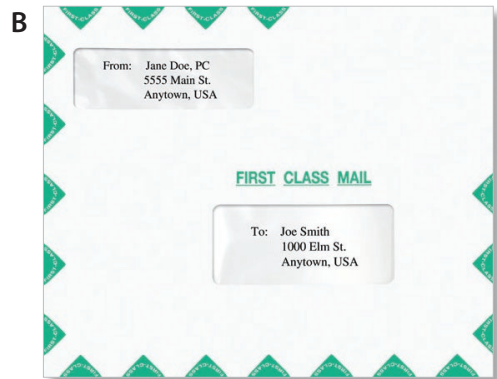 B
From: Jane Doe, PC
5555 Main St.
Anytown, USA
FIRST CLASS MAIL
To: Joe Smith
1000 Elm St.
Anytown, USA